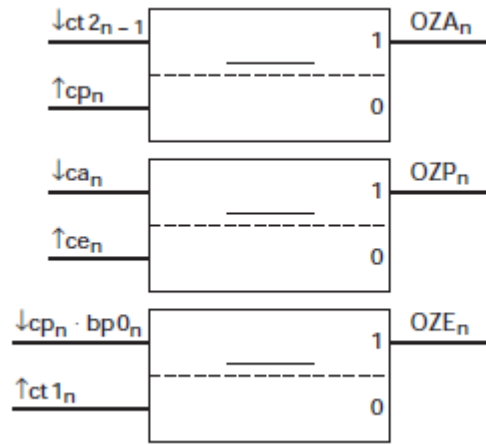 ↓ct2ₙ₋₁ 1 OZAₙ
↑cpₙ 0
↓caₙ 1 OZPₙ
↑ceₙ 0
↓cpₙ · bp0ₙ 1 OZEₙ
↑ct1ₙ 0